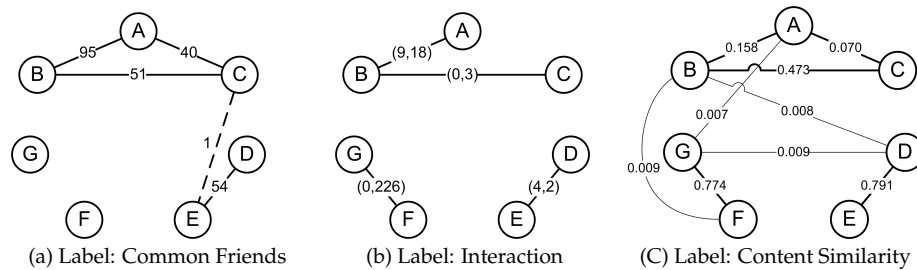 A
95
40
B
51
C
G
1
D
54
F
E
(a) Label: Common Friends
A
(9,18)
B
(0,3)
C
G
D
(0,226)
(4,2)
F
E
(b) Label: Interaction
A
0.158
0.070
B
0.473
C
0.007
0.008
G
0.009
D
0.009
0.774
0.791
F
E
(C) Label: Content Similarity